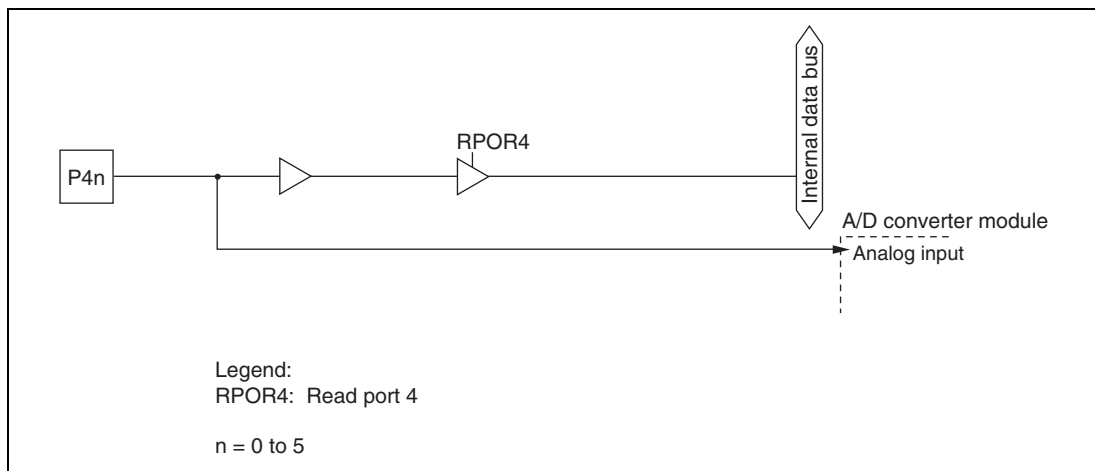 RPOR4
P4n
Internal data bus
A/D converter module
Analog input
Legend:
RPOR4: Read port 4
n = 0 to 5